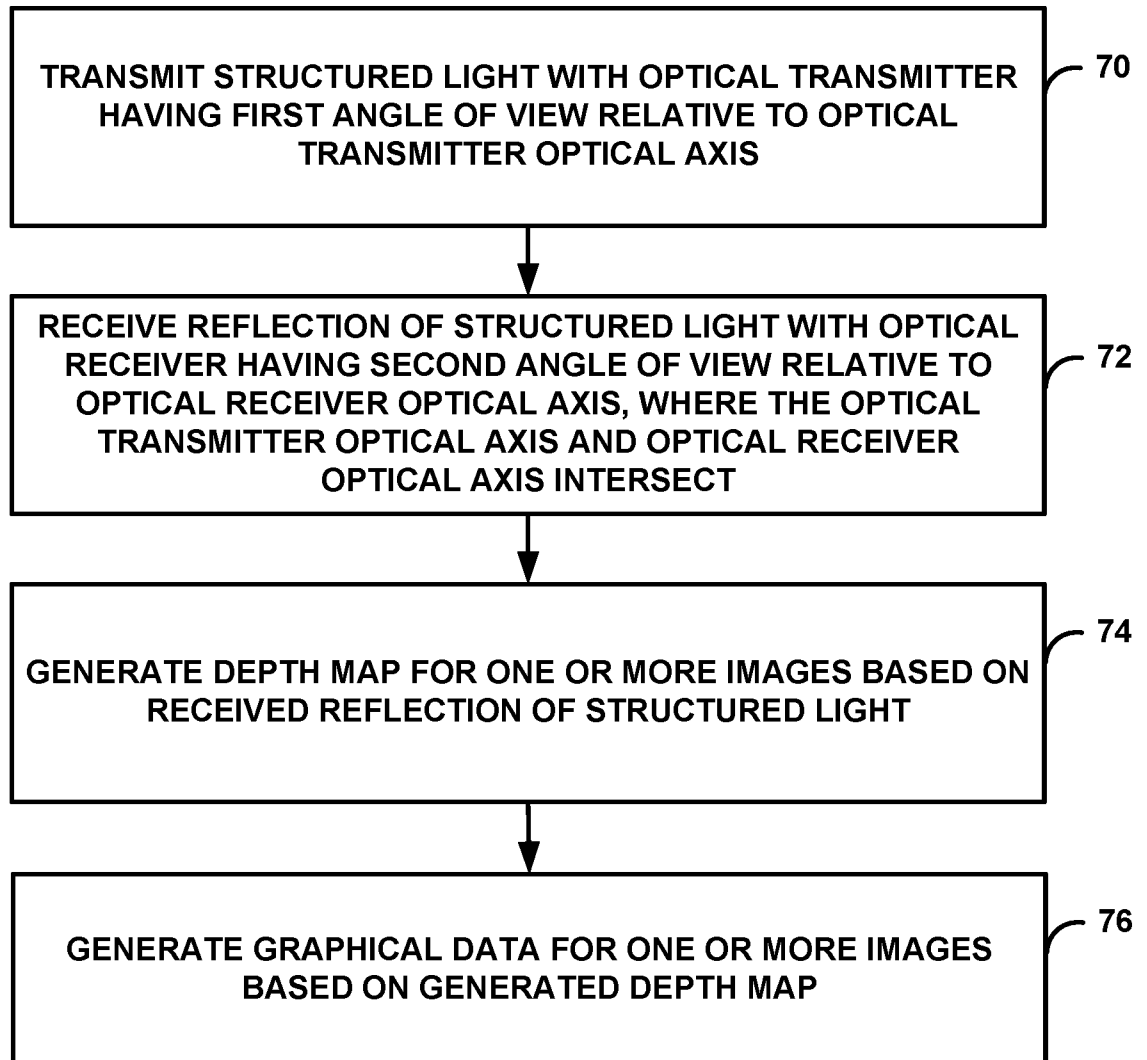 TRANSMIT STRUCTURED LIGHT WITH OPTICAL TRANSMITTER
HAVING FIRST ANGLE OF VIEW RELATIVE TO OPTICAL
TRANSMITTER OPTICAL AXIS
70
RECEIVE REFLECTION OF STRUCTURED LIGHT WITH OPTICAL
RECEIVER HAVING SECOND ANGLE OF VIEW RELATIVE TO
OPTICAL RECEIVER OPTICAL AXIS, WHERE THE OPTICAL
TRANSMITTER OPTICAL AXIS AND OPTICAL RECEIVER
OPTICAL AXIS INTERSECT
72
GENERATE DEPTH MAP FOR ONE OR MORE IMAGES BASED ON
RECEIVED REFLECTION OF STRUCTURED LIGHT
74
GENERATE GRAPHICAL DATA FOR ONE OR MORE IMAGES
BASED ON GENERATED DEPTH MAP
76